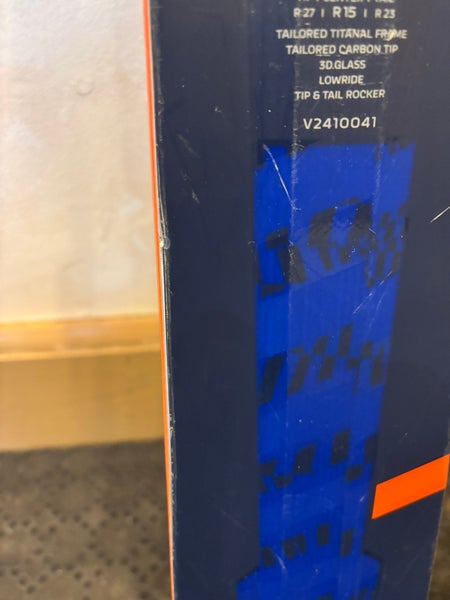 R27 | R15 | R23
TAILORED TITANAL FRAME
TAILORED CARBON TIP
3D.GLASS
LOWRIDE
TIP & TAIL ROCKER
V2410041